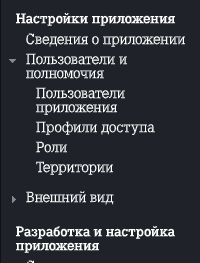 Настройки приложения
Сведения о приложении
Пользователи и
полномочия
Пользователи
приложения
Профили доступа
Роли
Территории
Внешний вид
Разработка и настройка
приложения